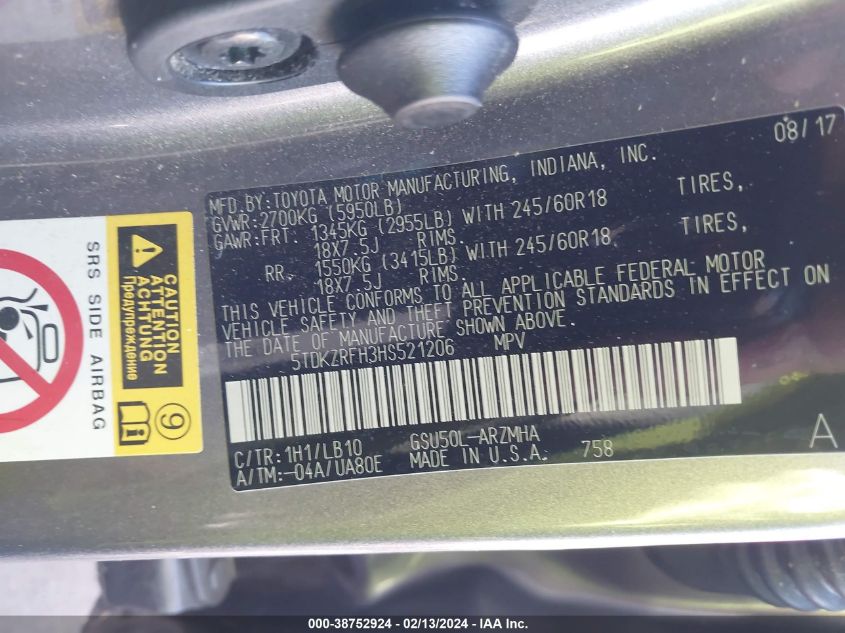 08/17
MFD.BY:TOYOTA MOTOR MANUFACTURING, INDIANA, INC.
GVWR:2700KG (5950LB)
GAWR:FRT. 1345KG (2955LB) WITH 245/60R18 TIRES,
18X7.5J RIMS.
RR. 1550KG (3415LB) WITH 245/60R18, TIRES,
18X7.5J RIMS.
THIS VEHICLE CONFORMS TO ALL APPLICABLE FEDERAL MOTOR
VEHICLE SAFETY AND THEFT PREVENTION STANDARDS IN EFFECT ON
THE DATE OF MANUFACTURE SHOWN ABOVE.
5TDKZRFH3HS521206 MPV
C/TR:1H1/LB10 GSU50L-ARZMHA
A/TM:-04A/UA80E MADE IN U.S.A. 758
A
SRS SIDE AIRBAG
CAUTION
ATTENTION
ACHTUNG
Предупреждение
9
000-38752924 - 02/13/2024 - IAA Inc.